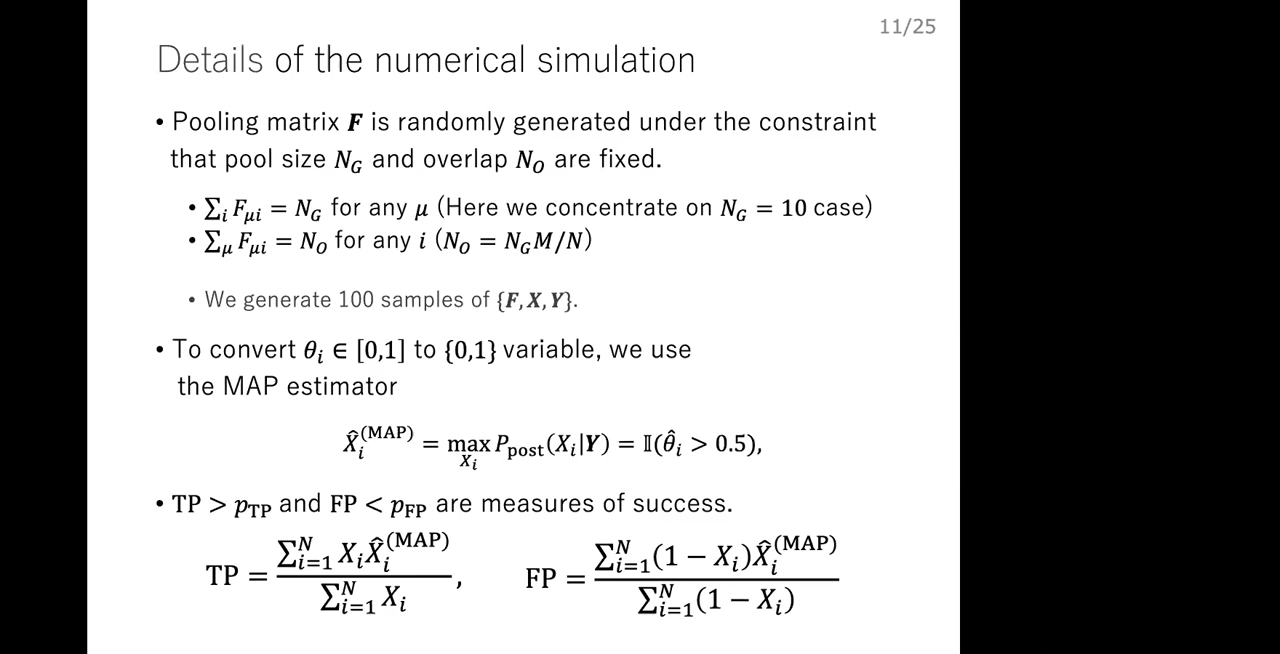 11/25
Details of the numerical simulation
• Pooling matrix F is randomly generated under the constraint
that pool size N_G and overlap N_O are fixed.
• ∑_i F_μi = N_G for any μ (Here we concentrate on N_G = 10 case)
• ∑_μ F_μi = N_O for any i (N_O = N_G M/N)
• We generate 100 samples of {F, X, Y}.
• To convert θ_i ∈ [0,1] to {0,1} variable, we use
the MAP estimator
X̂_i^(MAP) = max_{X_i} P_post(X_i|Y) = 𝕀(θ̂_i > 0.5),
• TP > p_TP and FP < p_FP are measures of success.
TP = ∑_{i=1}^N X_i X̂_i^(MAP) / ∑_{i=1}^N X_i , FP = ∑_{i=1}^N (1 − X_i) X̂_i^(MAP) / ∑_{i=1}^N (1 − X_i)